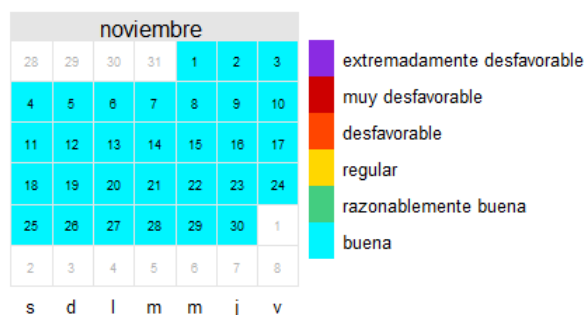 noviembre
28 29 30 31 1 2 3
4 5 6 7 8 9 10
11 12 13 14 15 16 17
18 19 20 21 22 23 24
25 26 27 28 29 30 1
2 3 4 5 6 7 8
s d l m m j v
extremadamente desfavorable
muy desfavorable
desfavorable
regular
razonablemente buena
buena